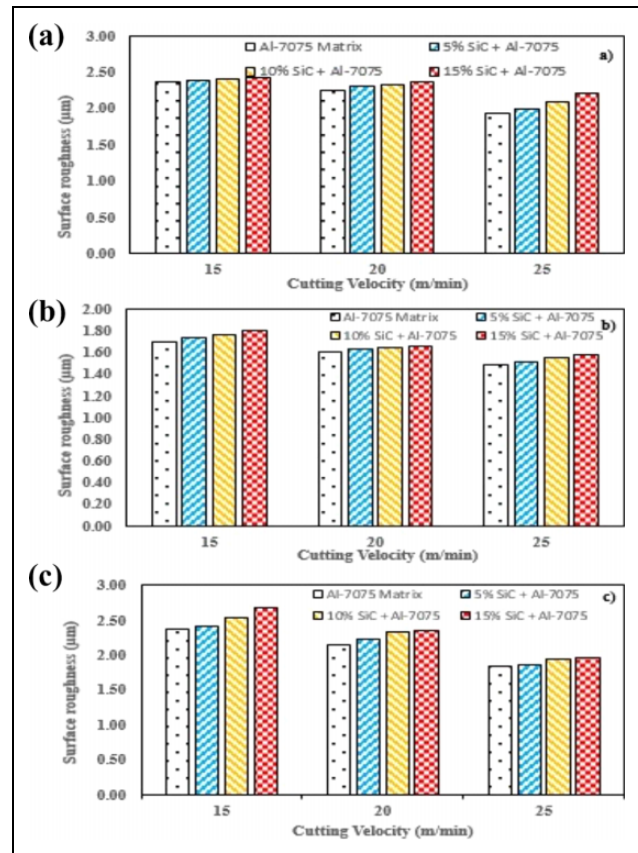 (a)
3.00
Al-7075 Matrix 5% SiC + Al-7075 a)
2.50
10% SiC + Al-7075 15% SiC + Al-7075
2.00
1.50
1.00
0.50
0.00
Surface roughness (µm)
15 20 25
Cutting Velocity (m/min)
(b)
2.00
Al-7075 Matrix 5% SiC + Al-7075 b)
1.80
10% SiC + Al-7075 15% SiC + Al-7075
1.60
1.40
1.20
1.00
0.80
0.60
0.40
0.20
0.00
Surface roughness (µm)
15 20 25
Cutting Velocity (m/min)
(c)
3.00
Al-7075 Matrix 5% SiC + Al-7075 c)
2.50
10% SiC + Al-7075 15% SiC + Al-7075
2.00
1.50
1.00
0.50
0.00
Surface roughness (µm)
15 20 25
Cutting Velocity (m/min)